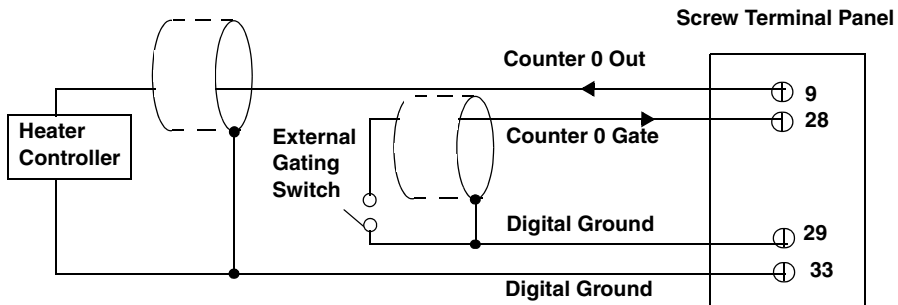 Screw Terminal Panel
Counter 0 Out
9
Heater
Controller
External
Gating
Switch
Counter 0 Gate
28
Digital Ground
29
Digital Ground
33